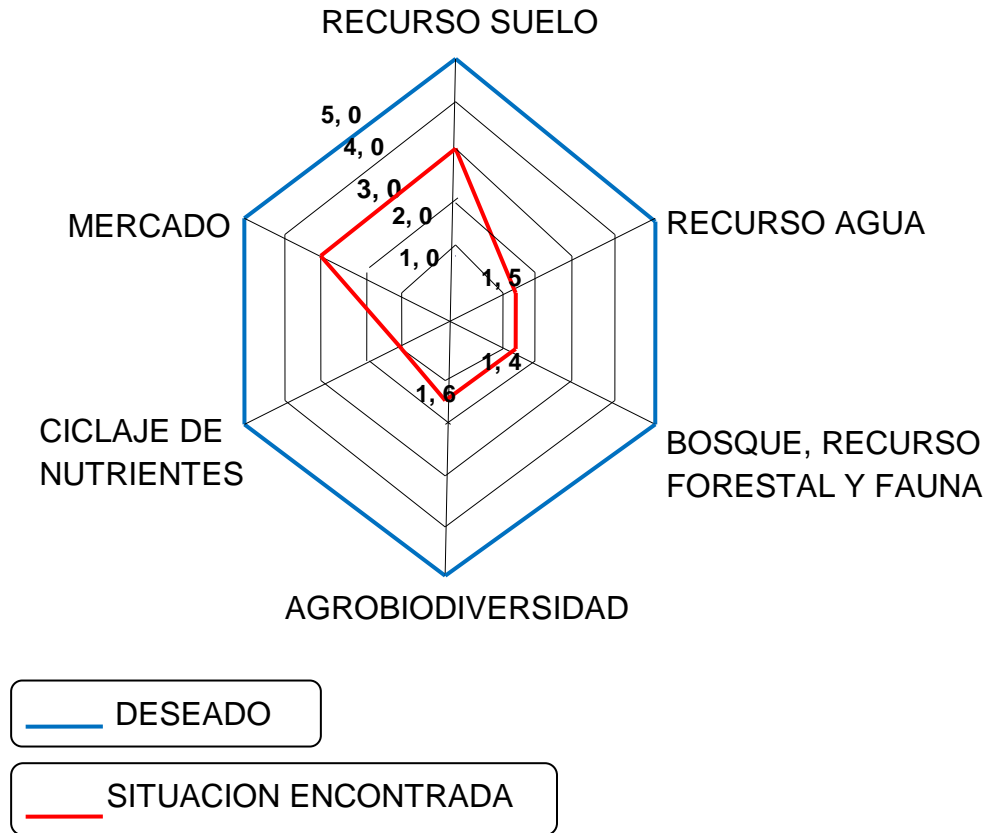 RECURSO SUELO
5, 0
4, 0
3, 0
2, 0
MERCADO
RECURSO AGUA
1, 0
1, 5
1, 4
1, 6
CICLAJE DE
NUTRIENTES
BOSQUE, RECURSO
FORESTAL Y FAUNA
AGROBIODIVERSIDAD
DESEADO
SITUACION ENCONTRADA